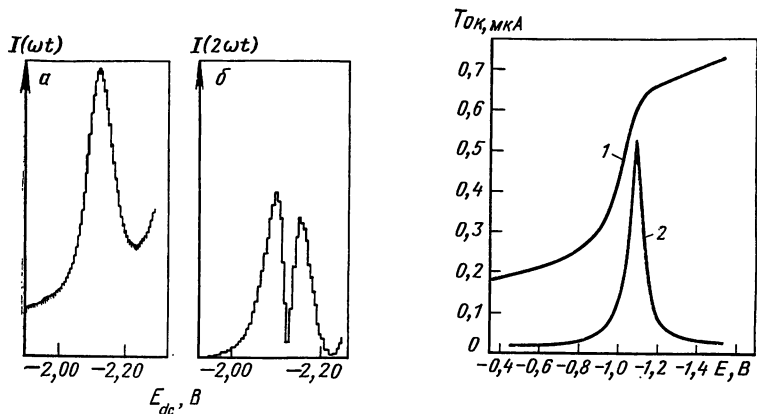 I(ωt)
а
−2,00
−2,20
I(2ωt)
б
−2,00
−2,20
E_dc, В
Ток, мкА
0,7
0,6
0,5
0,4
0,3
0,2
0,1
0
1
2
−0,4
−0,6
−0,8
−1,0
−1,2
−1,4
E, В